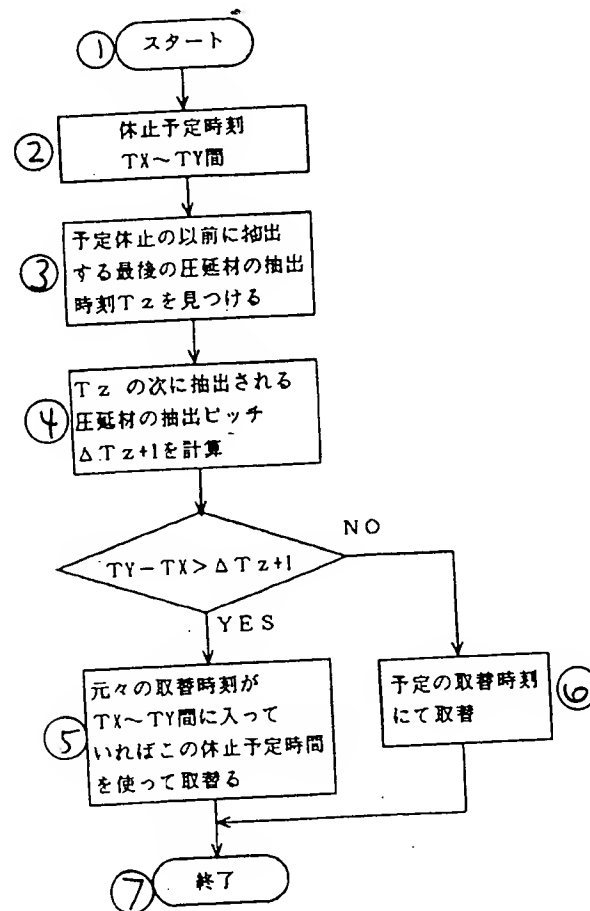 ① スタート
② 休止予定時刻
TX～TY間
③ 予定休止の以前に抽出
する最後の圧延材の抽出
時刻Tzを見つける
④ Tz の次に抽出される
圧延材の抽出ピッチ
ΔTz+1を計算
TY－TX＞ΔTz+1
NO
YES
⑤ 元々の取替時刻が
TX～TY間に入って
いればこの休止予定時間
を使って取替る
予定の取替時刻 ⑥
にて取替
⑦ 終了